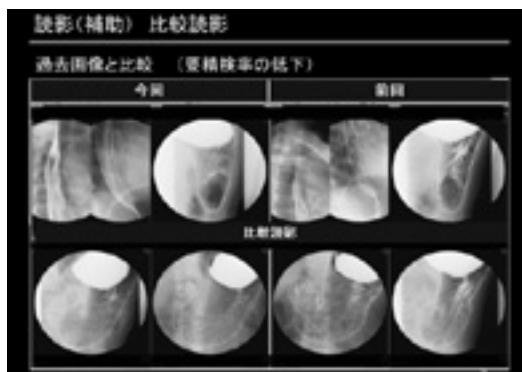 読影(補助) 比較読影
過去画像と比較 (要精検率の低下)
今回 前回
比較読影